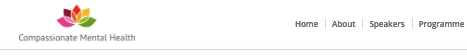 Home About Speakers Programme
Compassionate Mental Health